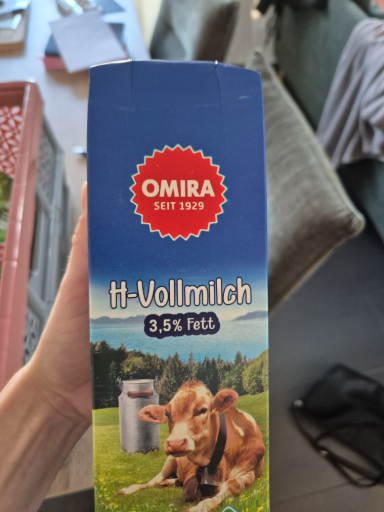 OMIRA
SEIT 1929
H-Vollmilch
3,5% Fett